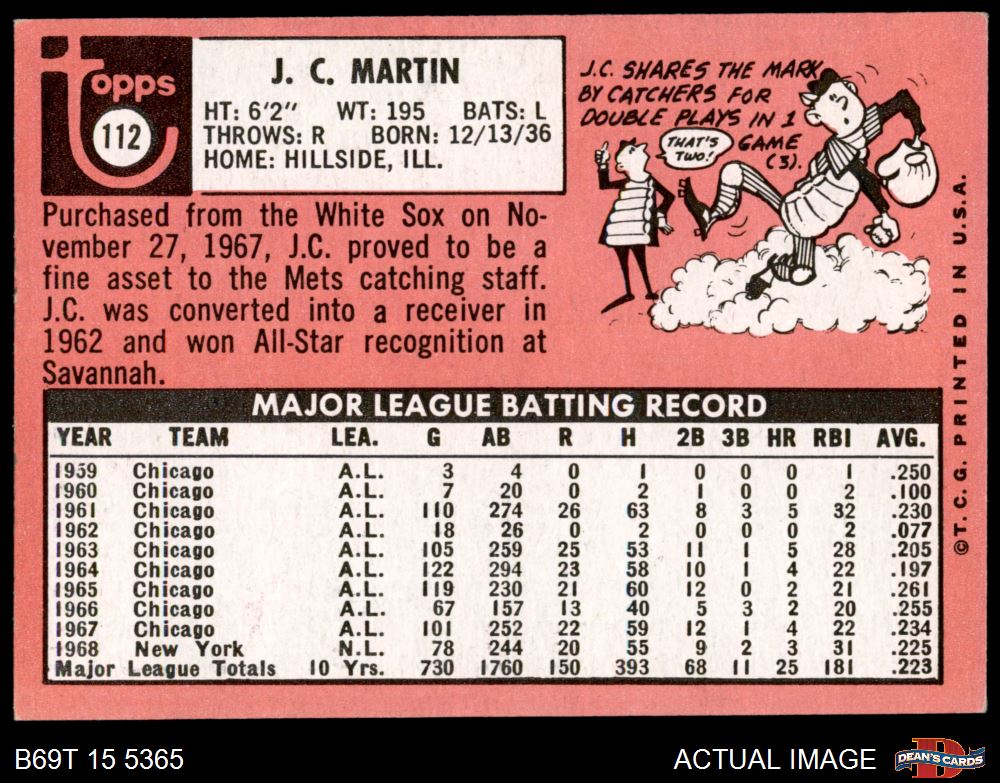 topps
112
J. C. MARTIN
HT: 6'2" WT: 195 BATS: L
THROWS: R BORN: 12/13/36
HOME: HILLSIDE, ILL.
J.C. SHARES THE MARK
BY CATCHERS FOR
DOUBLE PLAYS IN 1
GAME
(3).
THAT'S
TWO!
Purchased from the White Sox on No-
vember 27, 1967, J.C. proved to be a
fine asset to the Mets catching staff.
J.C. was converted into a receiver in
1962 and won All-Star recognition at
Savannah.
MAJOR LEAGUE BATTING RECORD
YEAR TEAM LEA. G AB R H 2B 3B HR RBI AVG.
1959 Chicago A.L. 3 4 0 1 0 0 0 1 .250
1960 Chicago A.L. 7 20 0 2 1 0 0 2 .100
1961 Chicago A.L. 110 274 26 63 8 3 5 32 .230
1962 Chicago A.L. 18 26 0 2 0 0 0 2 .077
1963 Chicago A.L. 105 259 25 53 11 1 5 28 .205
1964 Chicago A.L. 122 294 23 58 10 1 4 22 .197
1965 Chicago A.L. 119 230 21 60 12 0 2 21 .261
1966 Chicago A.L. 67 157 13 40 5 3 2 20 .255
1967 Chicago A.L. 101 252 22 59 12 1 4 22 .234
1968 New York N.L. 78 244 20 55 9 2 3 31 .225
Major League Totals 10 Yrs. 730 1760 150 393 68 11 25 181 .223
©T. C. G. PRINTED IN U.S.A.
B69T 15 5365
ACTUAL IMAGE
D
DEAN'S CARDS